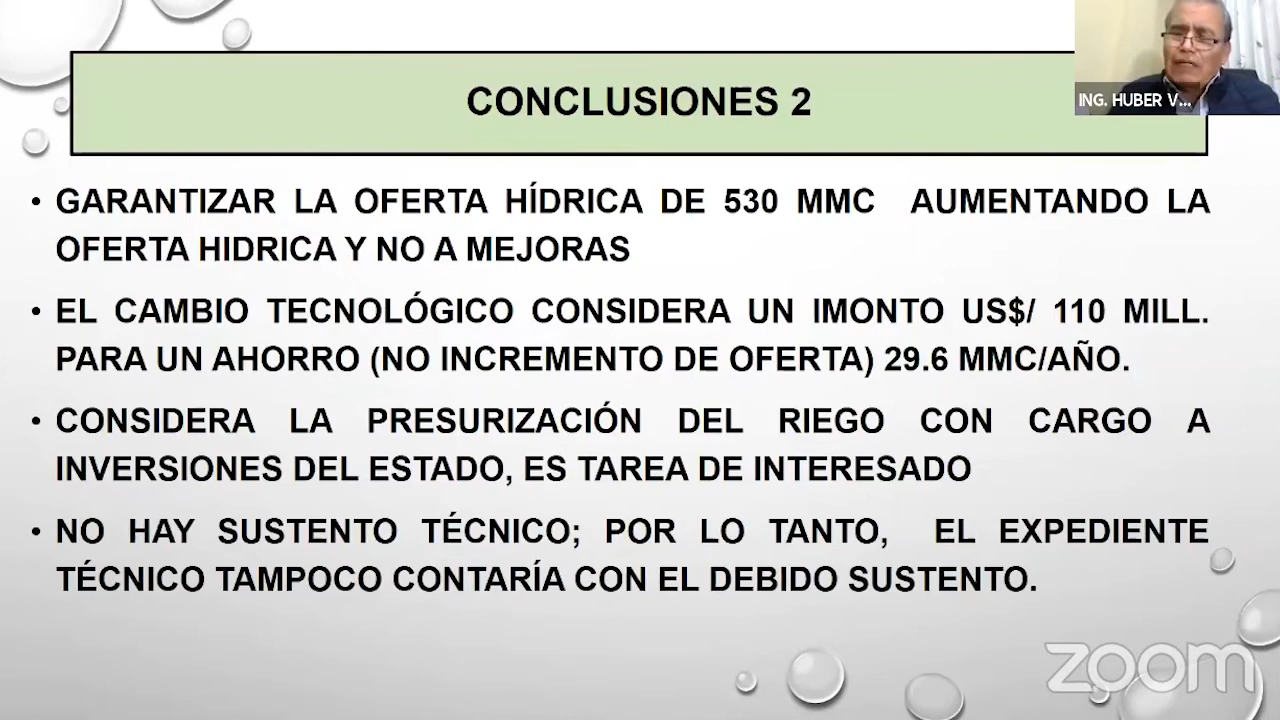 CONCLUSIONES 2
ING. HUBER V...
• GARANTIZAR LA OFERTA HÍDRICA DE 530 MMC AUMENTANDO LA
OFERTA HIDRICA Y NO A MEJORAS
• EL CAMBIO TECNOLÓGICO CONSIDERA UN IMONTO US$/ 110 MILL.
PARA UN AHORRO (NO INCREMENTO DE OFERTA) 29.6 MMC/AÑO.
• CONSIDERA LA PRESURIZACIÓN DEL RIEGO CON CARGO A
INVERSIONES DEL ESTADO, ES TAREA DE INTERESADO
• NO HAY SUSTENTO TÉCNICO; POR LO TANTO, EL EXPEDIENTE
TÉCNICO TAMPOCO CONTARÍA CON EL DEBIDO SUSTENTO.
zoom